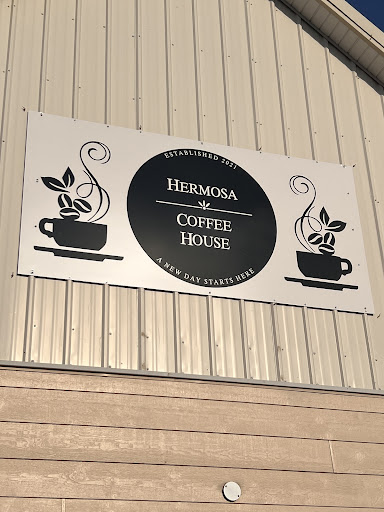 ESTABLISHED 2021
HERMOSA
COFFEE
HOUSE
A NEW DAY STARTS HERE